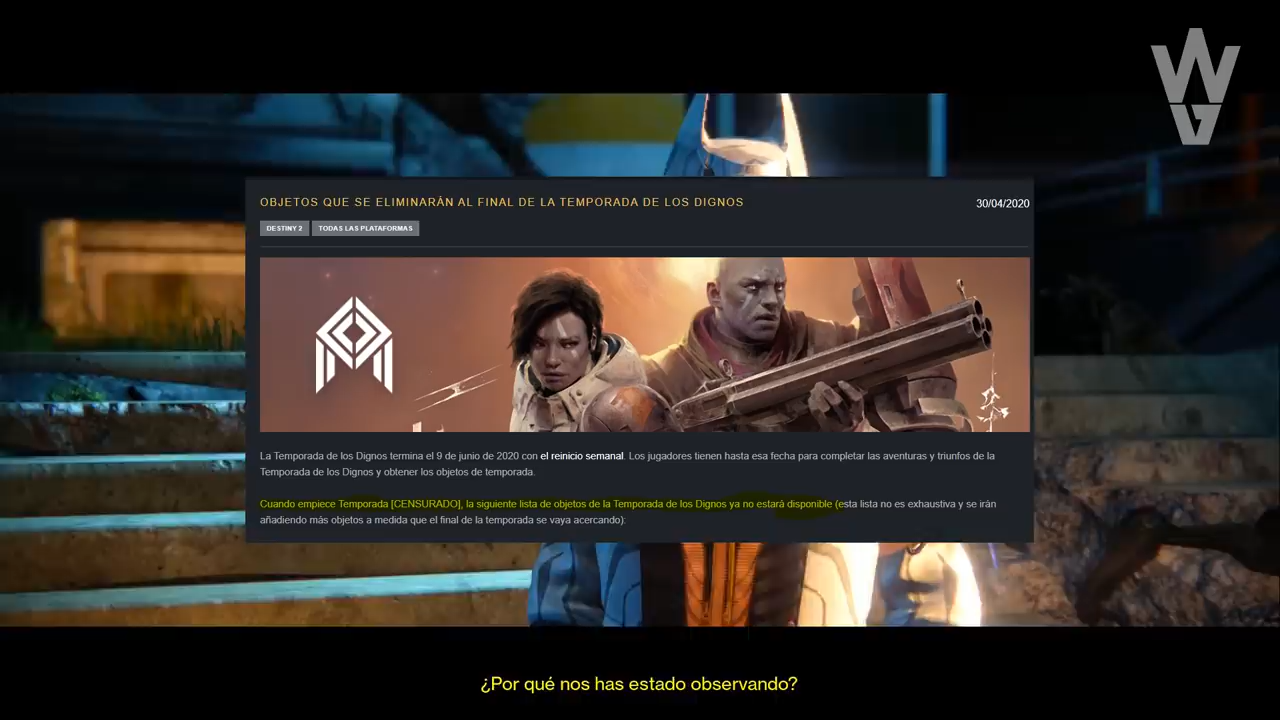 WG
OBJETOS QUE SE ELIMINARÁN AL FINAL DE LA TEMPORADA DE LOS DIGNOS
30/04/2020
DESTINY 2
TODAS LAS PLATAFORMAS
La Temporada de los Dignos termina el 9 de junio de 2020 con el reinicio semanal. Los jugadores tienen hasta esa fecha para completar las aventuras y triunfos de la
Temporada de los Dignos y obtener los objetos de temporada.
Cuando empiece Temporada [CENSURADO], la siguiente lista de objetos de la Temporada de los Dignos ya no estará disponible (esta lista no es exhaustiva y se irán
añadiendo más objetos a medida que el final de la temporada se vaya acercando):
¿Por qué nos has estado observando?